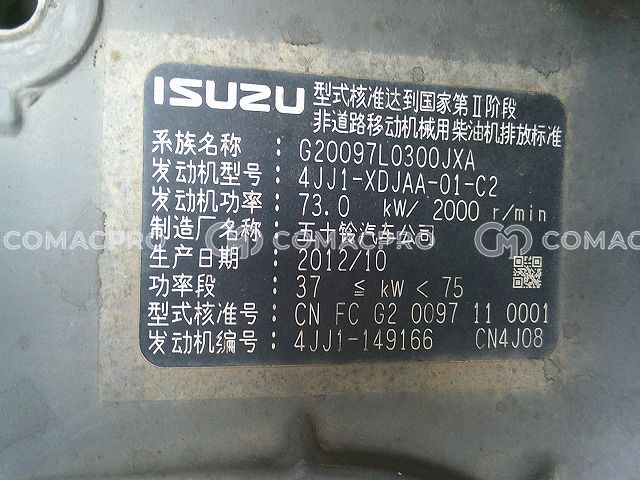 ISUZU 型式核准达到国家第Ⅱ阶段
非道路移动机械用柴油机排放标准
系族名称 : G20097L0300JXA
发动机型号 : 4JJ1-XDJAA-01-C2
发动机功率 : 73.0 kW/ 2000 r/min
制造厂名称 : 五十铃汽车公司
COMACPRO COMACPRO COMACPRO
生产日期 : 2012/10
功率段 : 37 ≦ kW < 75
型式核准号 : CN FC G2 0097 11 0001
发动机编号 : 4JJ1-149166 CN4J08